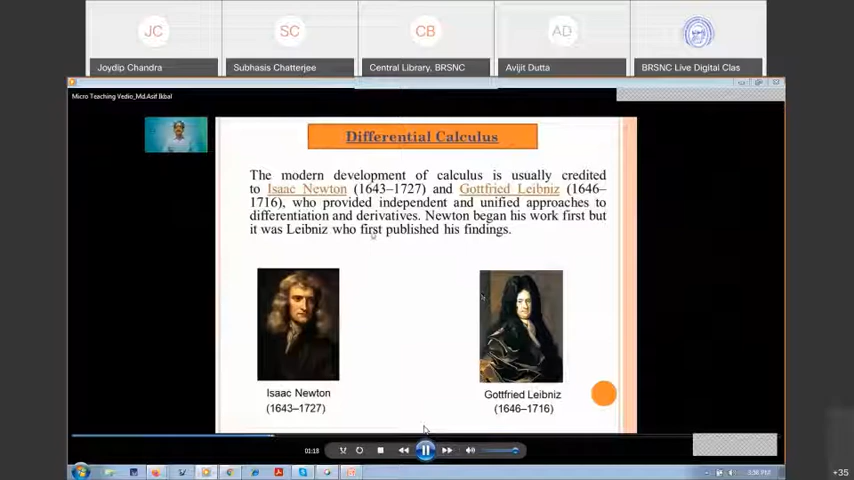 JC
SC
CB
AD
Joydip Chandra
Subhasis Chatterjee
Central Library, BRSNC
Avijit Dutta
BRSNC Live Digital Clas
Micro Teaching Vedio_Md.Asif Ikbal
Differential Calculus
The modern development of calculus is usually credited
to Isaac Newton (1643–1727) and Gottfried Leibniz (1646–
1716), who provided independent and unified approaches to
differentiation and derivatives. Newton began his work first but
it was Leibniz who first published his findings.
Isaac Newton
(1643–1727)
Gottfried Leibniz
(1646–1716)
01:18
+35